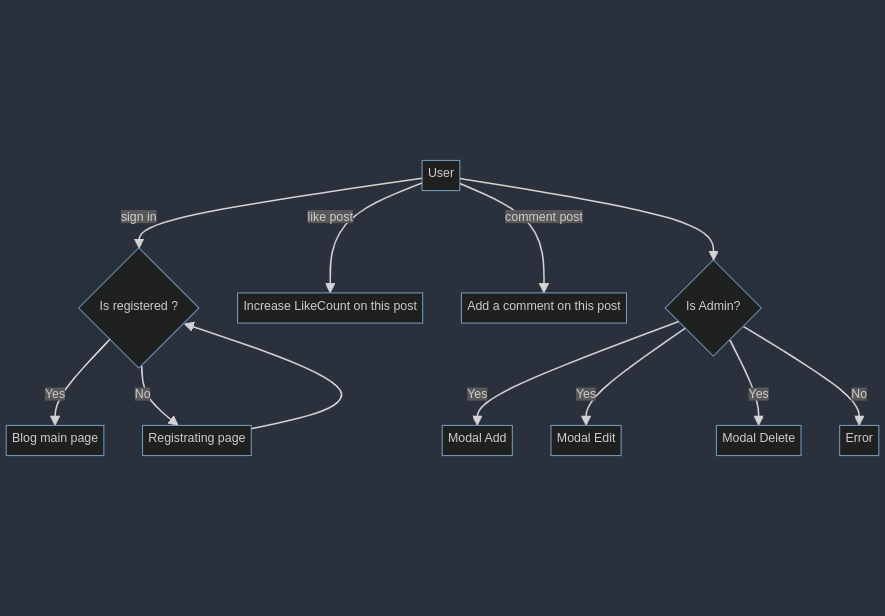 User
sign in
like post
comment post
Is registered ?
Increase LikeCount on this post
Add a comment on this post
Is Admin?
Yes
No
Yes
Yes
Yes
No
Blog main page
Registrating page
Modal Add
Modal Edit
Modal Delete
Error